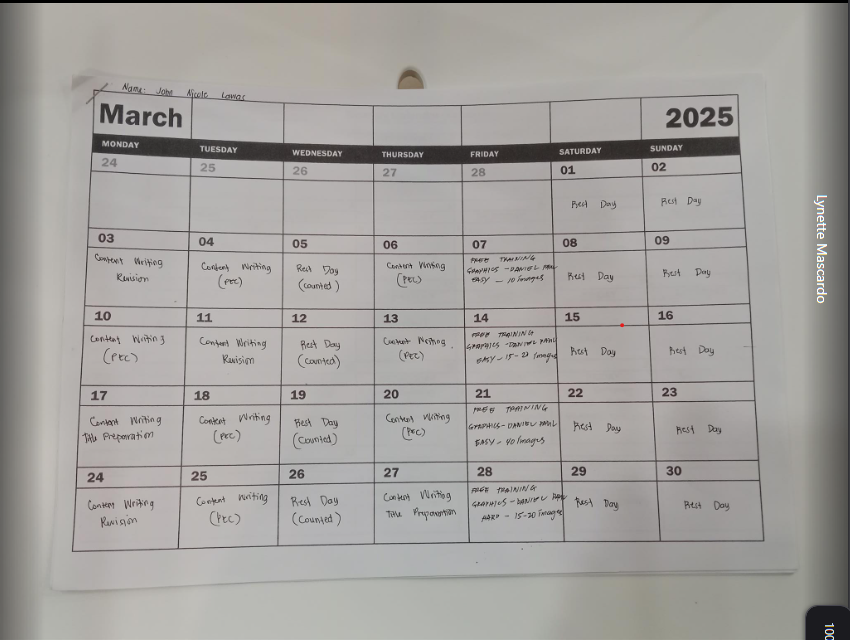 Name: John Nicole
March 2025
MONDAY TUESDAY WEDNESDAY THURSDAY FRIDAY SATURDAY SUNDAY
24 25 26 27 28 01 02
Rest Day Rest Day
03 04 05 06 07 08 09
Content Writing Content Writing Rest Day Content Writing FREE TRAINING Rest Day Rest Day
Revision (PEC) (counted) (PEC) GRAPHICS - DANIEL PAUL
EASY - 10 Images
10 11 12 13 14 15 16
Content Writing Content Writing Rest Day Content Writing FREE TRAINING Rest Day Rest Day
(PEC) Revision (Counted) (PEC) GRAPHICS - DANIEL PAUL
EASY - 15-20 Images
17 18 19 20 21 22 23
Content Writing Content Writing Rest Day Content Writing FREE TRAINING Rest Day Rest Day
Title Preparation (PEC) (Counted) (PEC) GRAPHICS - DANIEL PAUL
EASY - 40 Images
24 25 26 27 28 29 30
Content Writing Content Writing Rest Day Content Writing FREE TRAINING Rest Day Rest Day
Revision (PEC) (Counted) Title Preparation GRAPHICS - DANIEL PAUL
HARD - 15-20 Images
Lynette Mascardo